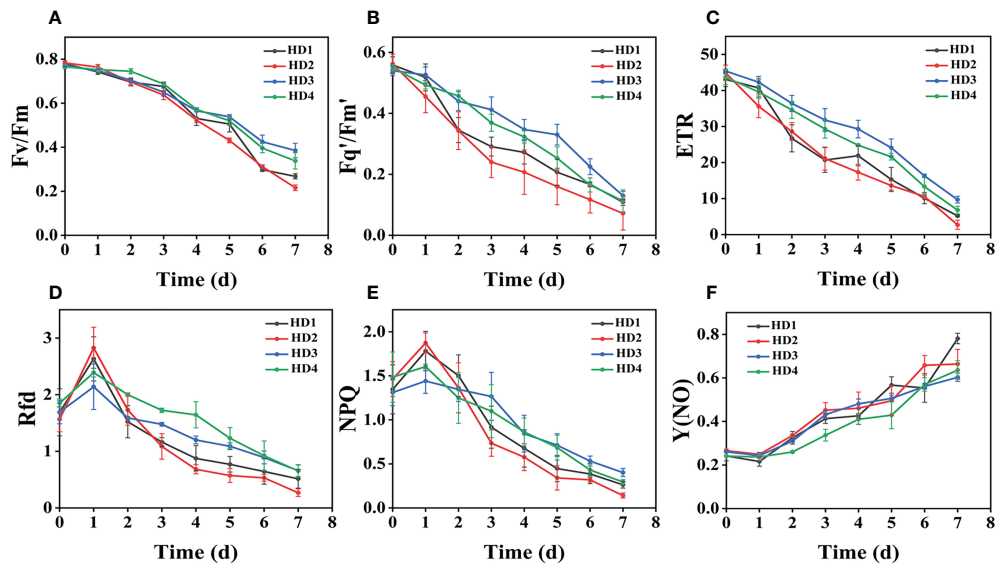 A
Fv/Fm
0.8
0.6
0.4
0.2
0.0
0 1 2 3 4 5 6 7 8
Time (d)
HD1
HD2
HD3
HD4
B
Fq'/Fm'
0.6
0.4
0.2
0.0
0 1 2 3 4 5 6 7 8
Time (d)
HD1
HD2
HD3
HD4
C
ETR
50
40
30
20
10
0
0 1 2 3 4 5 6 7 8
Time (d)
HD1
HD2
HD3
HD4
D
Rfd
3
2
1
0
0 1 2 3 4 5 6 7 8
Time (d)
HD1
HD2
HD3
HD4
E
NPQ
2.0
1.5
1.0
0.5
0.0
0 1 2 3 4 5 6 7 8
Time (d)
HD1
HD2
HD3
HD4
F
Y(NO)
0.8
0.6
0.4
0.2
0.0
0 1 2 3 4 5 6 7 8
Time (d)
HD1
HD2
HD3
HD4